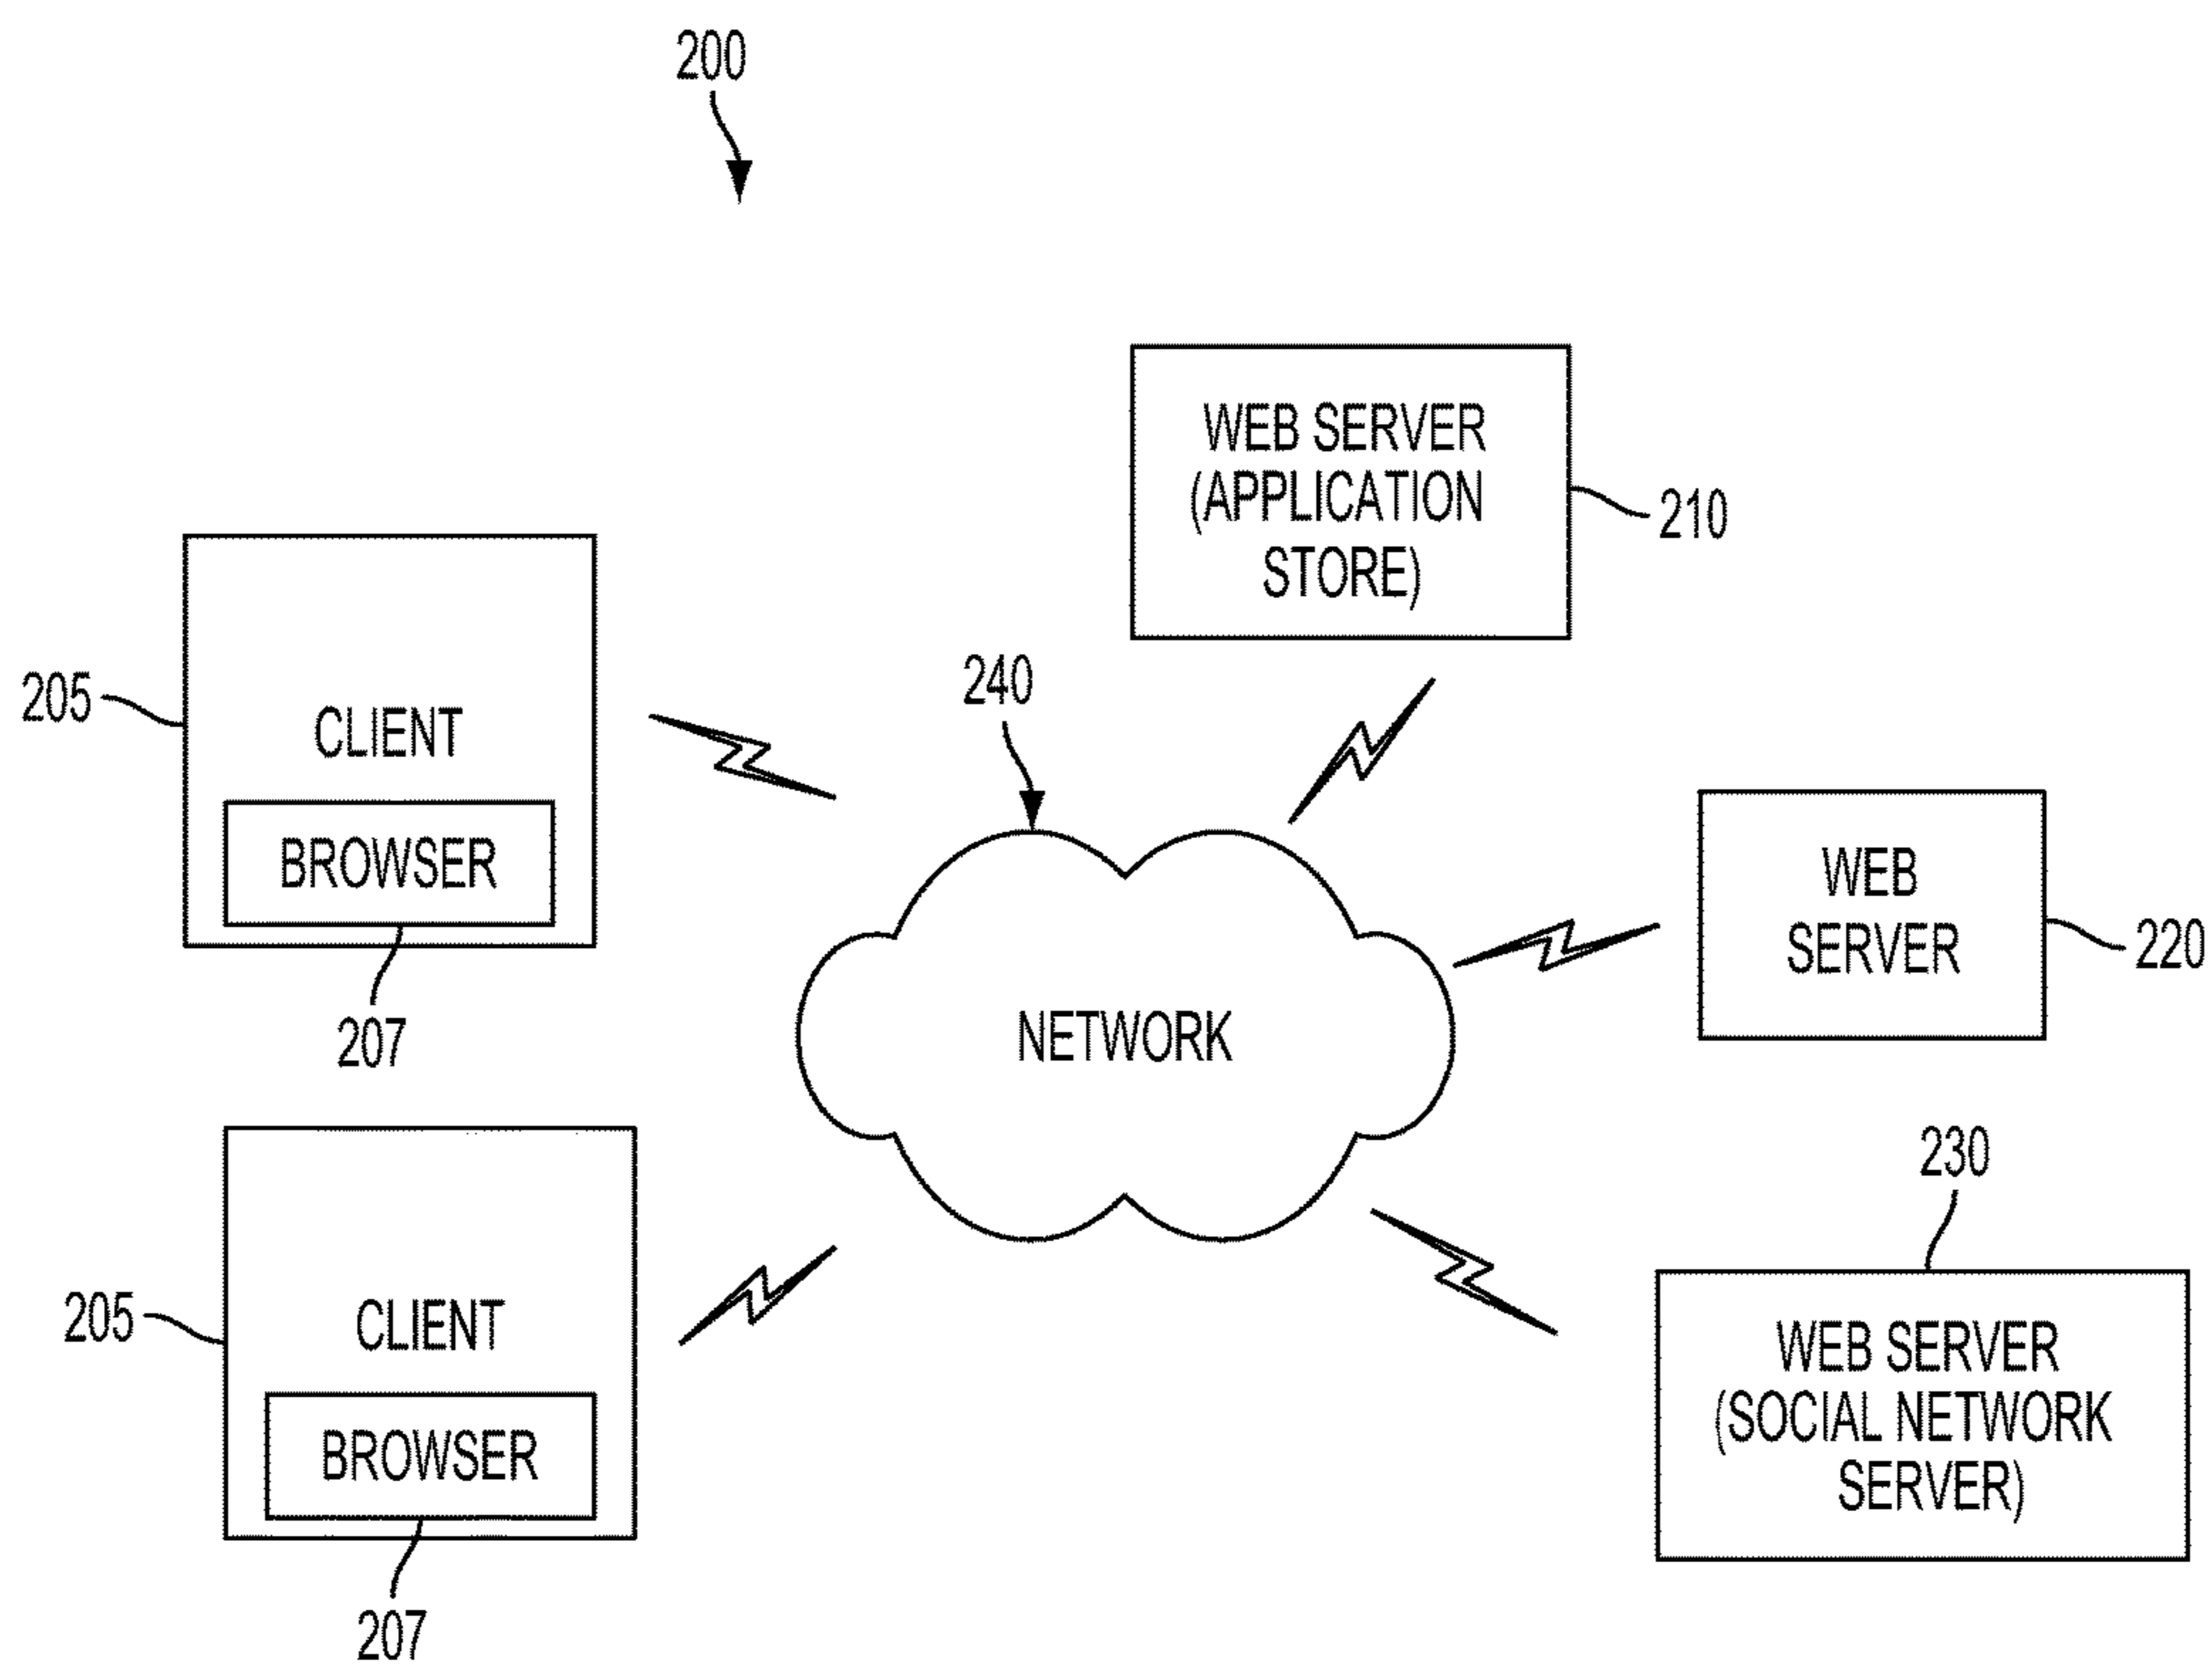 200
WEB SERVER
(APPLICATION
STORE)
210
205
CLIENT
BROWSER
207
240
NETWORK
WEB
SERVER
220
205
CLIENT
BROWSER
207
230
WEB SERVER
(SOCIAL NETWORK
SERVER)